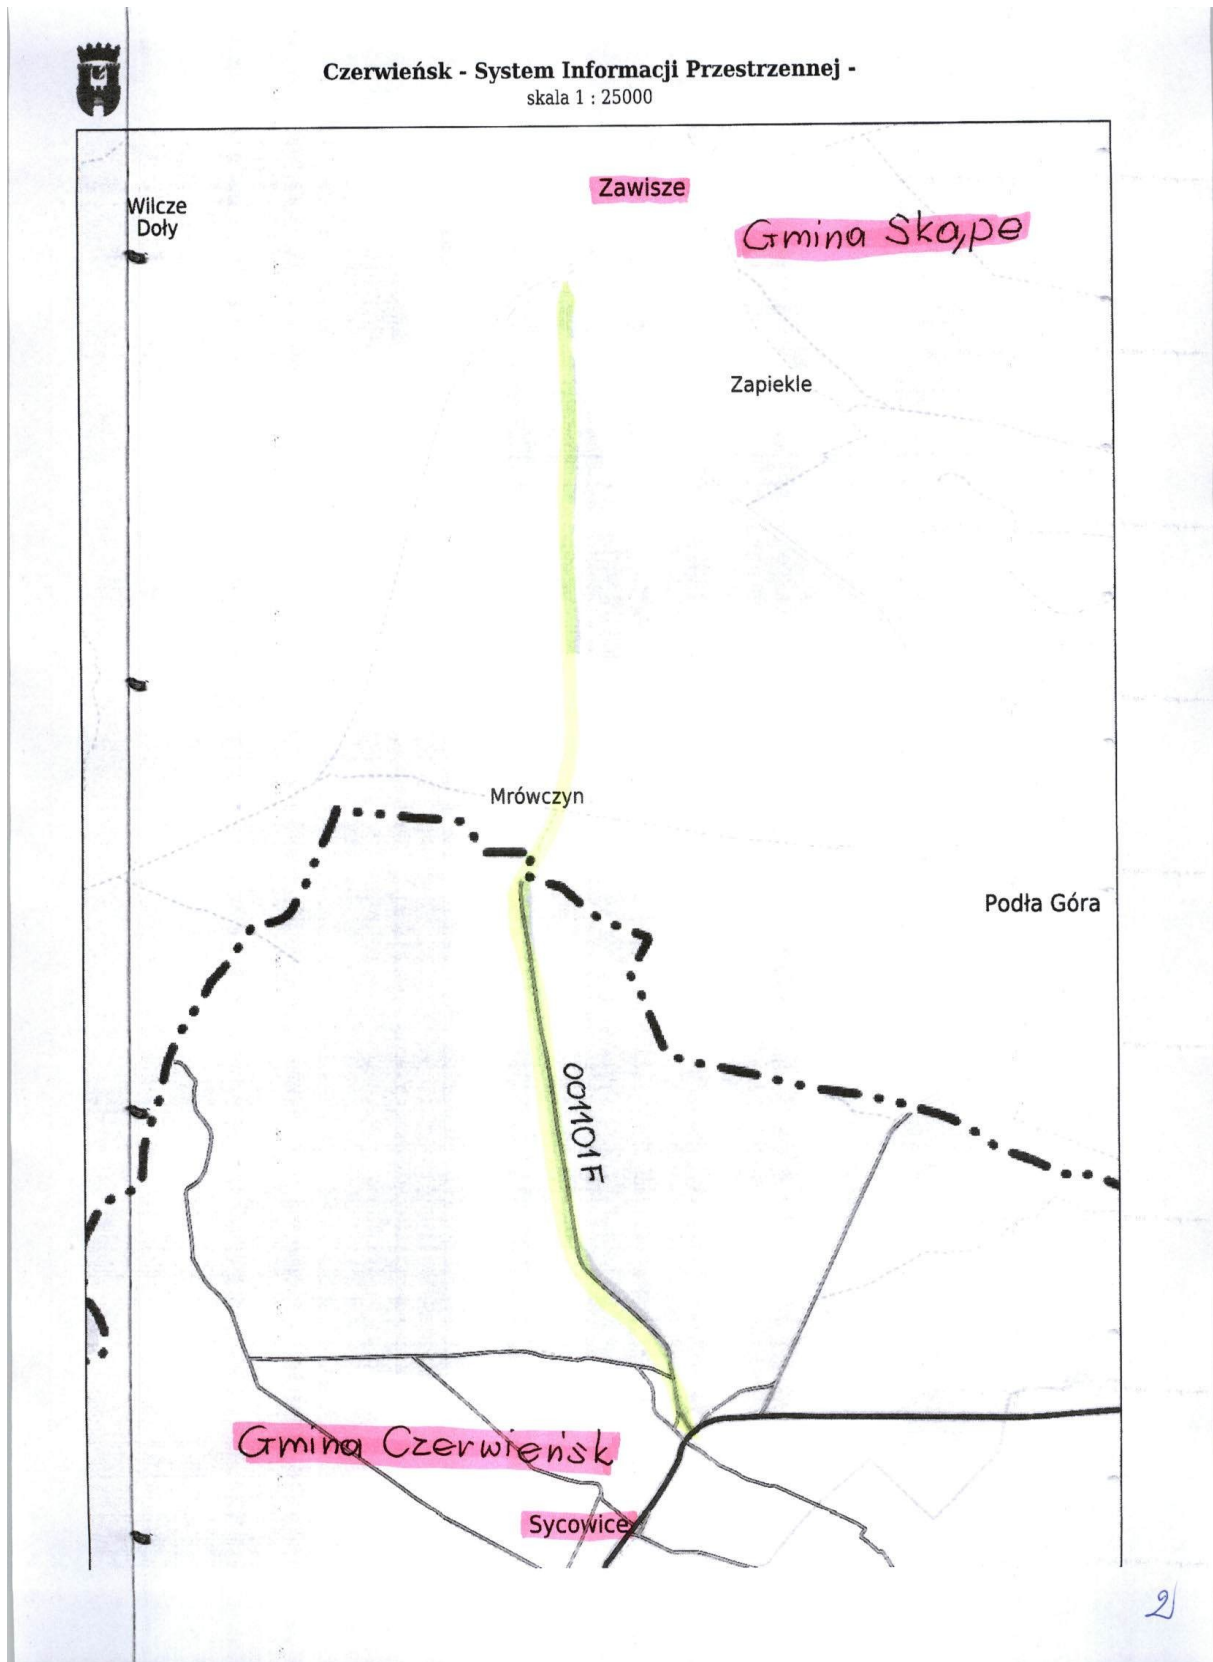 Czerwieńsk - System Informacji Przestrzennej -
skala 1 : 25000
Zawisze
Wilcze
Doły
Gmina Skąpe
Zapiekle
Mrówczyn
Podła Góra
001101F
Gmina Czerwieńsk
Sycowice
2